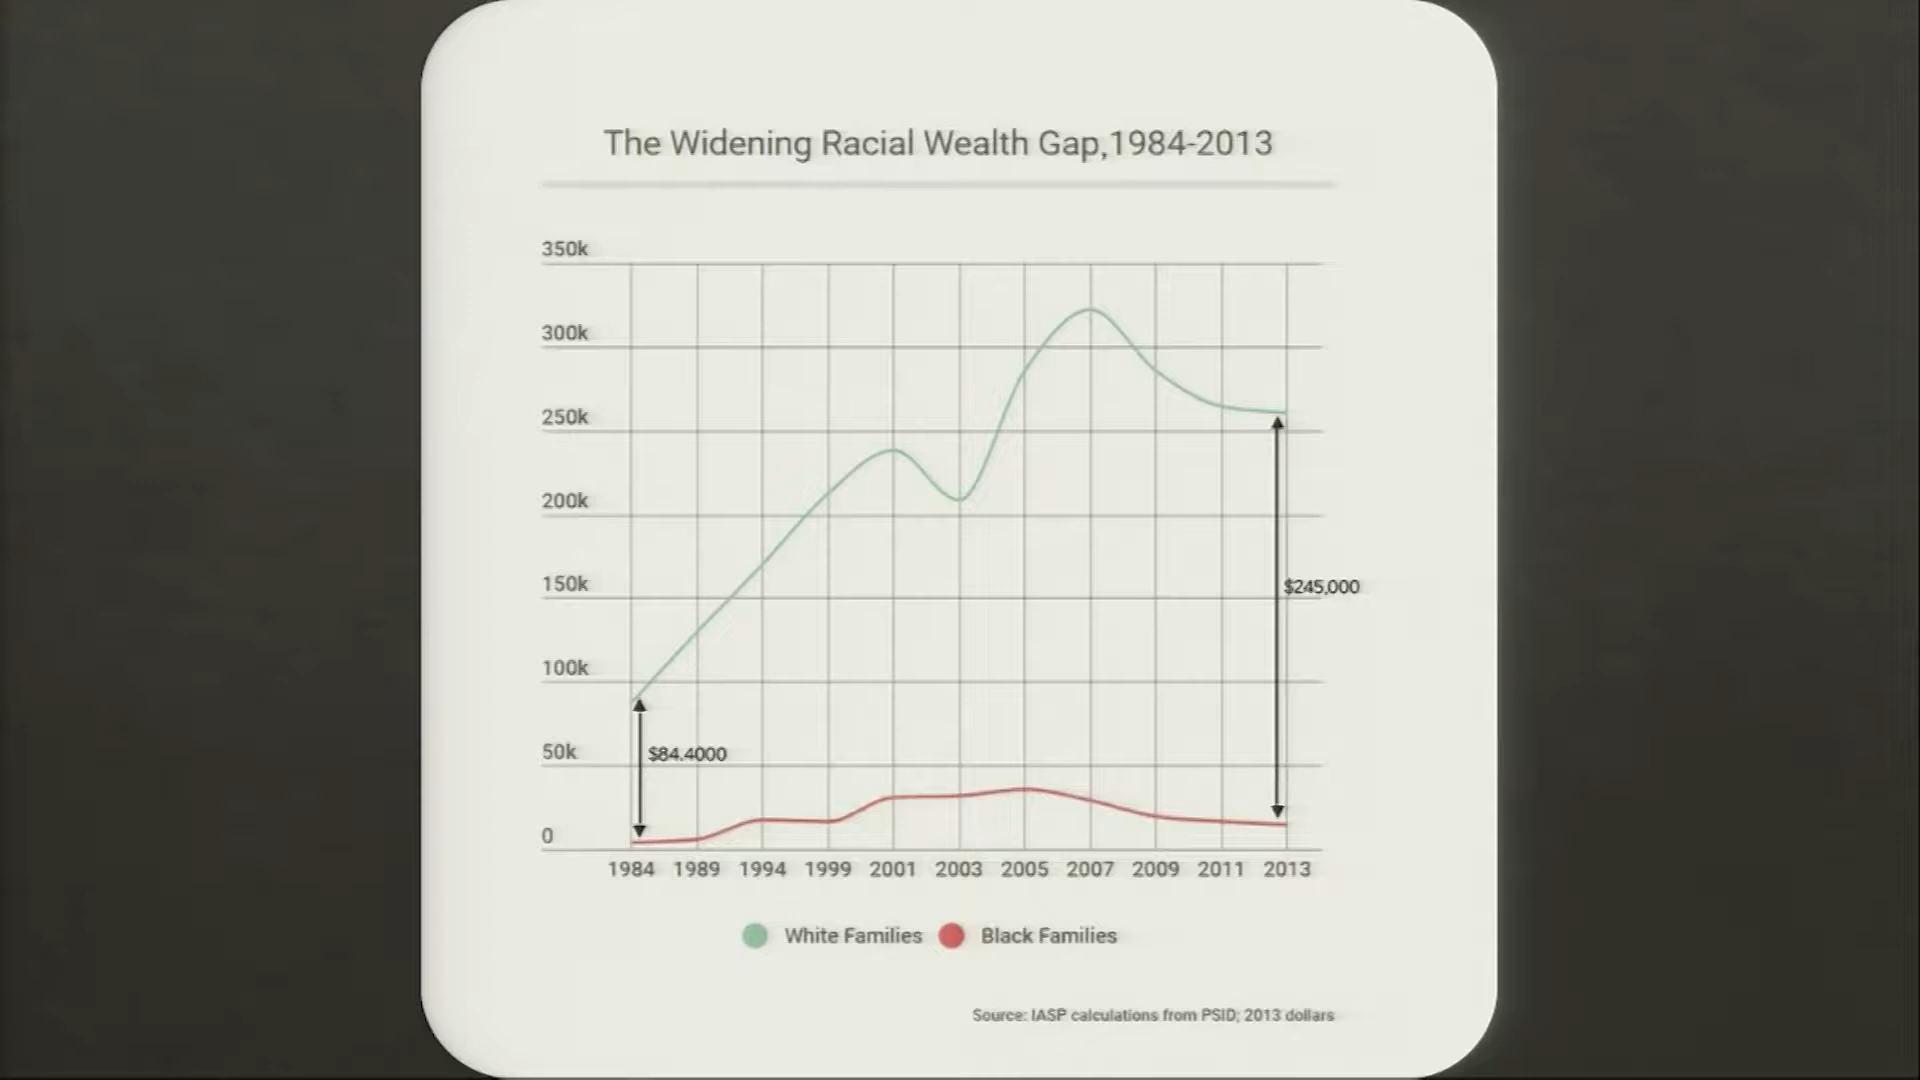 The Widening Racial Wealth Gap,1984-2013
350k
300k
250k
200k
150k
$245,000
100k
50k
$84.4000
0
1984 1989 1994 1999 2001 2003 2005 2007 2009 2011 2013
White Families Black Families
Source: IASP calculations from PSID; 2013 dollars